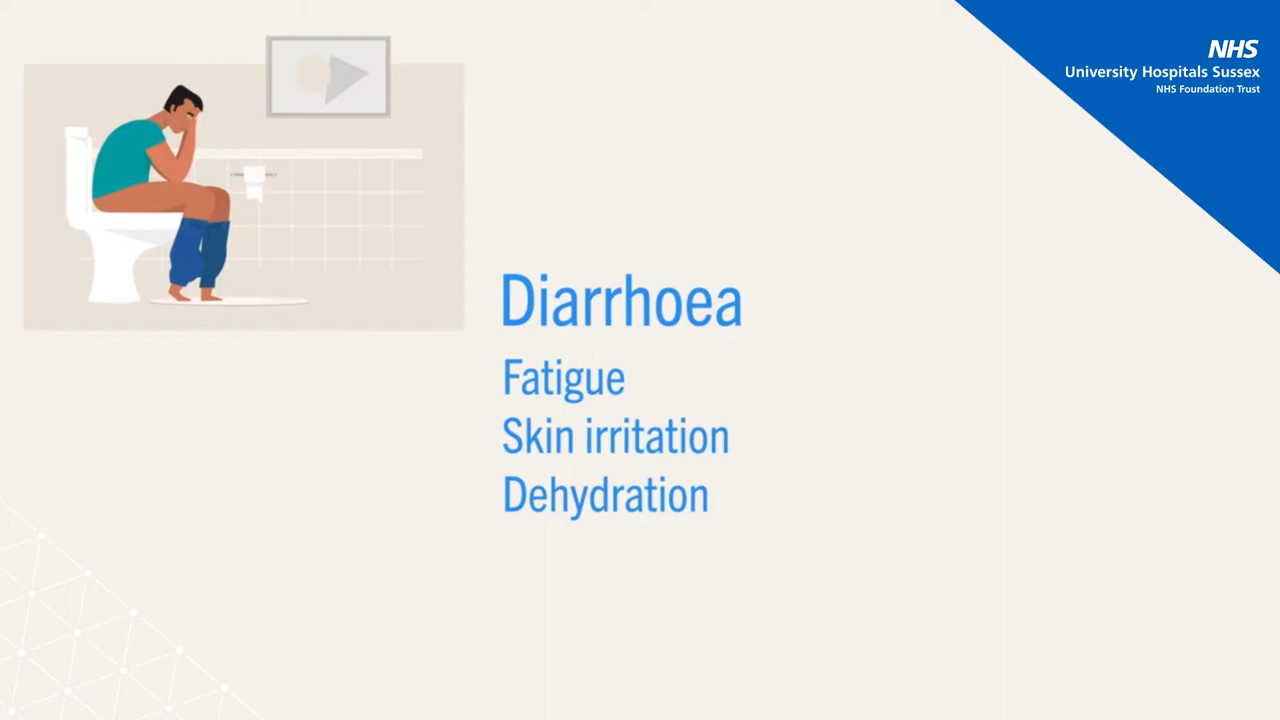 NHS
University Hospitals Sussex
NHS Foundation Trust
Diarrhoea
Fatigue
Skin irritation
Dehydration